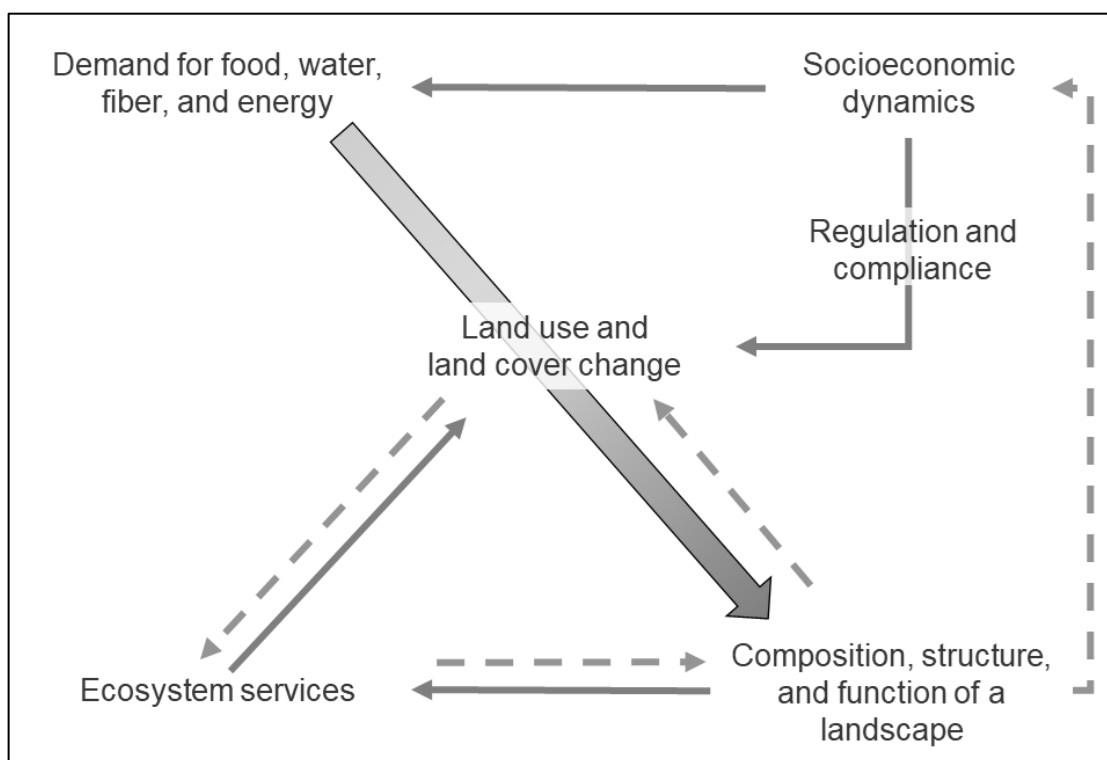 Demand for food, water,
fiber, and energy
Socioeconomic
dynamics
Regulation and
compliance
Land use and
land cover change
Ecosystem services
Composition, structure,
and function of a
landscape